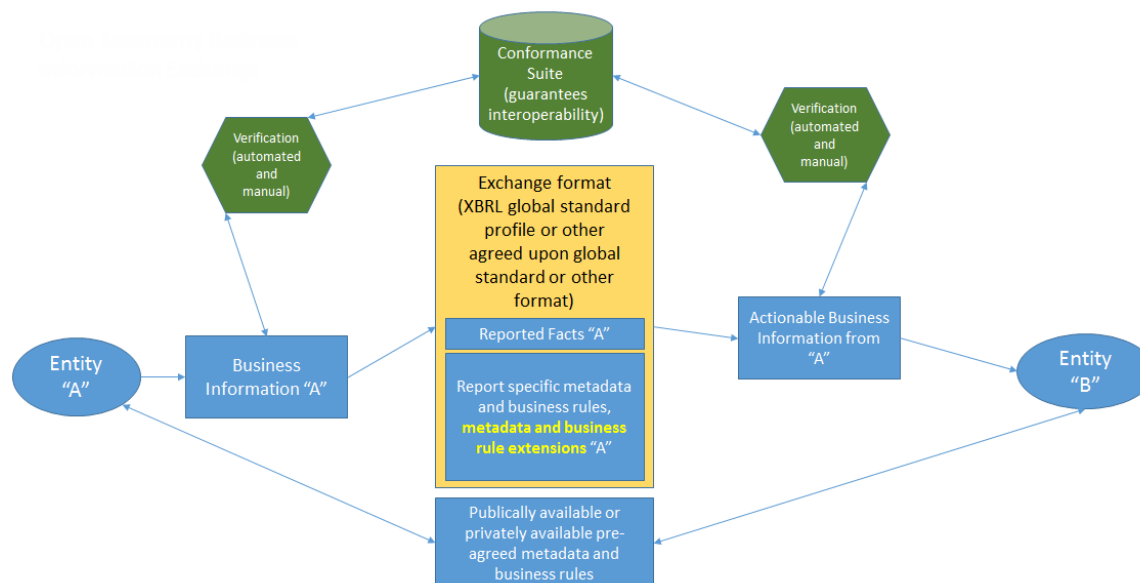 Conformance
Suite
(guarantees
interoperability)
Verification
(automated
and
manual)
Verification
(automated
and
manual)
Exchange format
(XBRL global standard
profile or other
agreed upon global
standard or other
format)
Reported Facts “A”
Report specific metadata
and business rules,
metadata and business
rule extensions “A”
Entity
“A”
Business
Information “A”
Actionable Business
Information from
“A”
Entity
“B”
Publically available or
privately available pre-
agreed metadata and
business rules